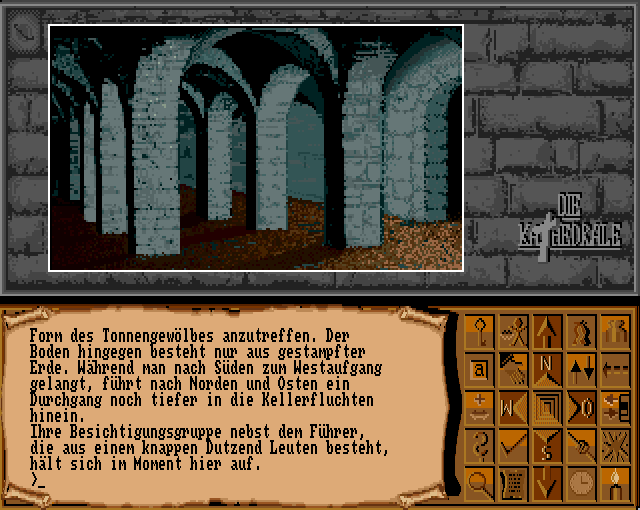 DIE
KATHEDRALE
Form des Tonnengewölbes anzutreffen. Der
Boden hingegen besteht nur aus gestampfter
Erde. Während man nach Süden zum Westaufgang
gelangt, führt nach Norden und Osten ein
Durchgang noch tiefer in die Kellerfluchten
hinein.
Ihre Besichtigungsgruppe nebst dem Führer,
die aus einem knappen Dutzend Leuten besteht,
hält sich im Moment hier auf.
>_
a
N
W
O
S